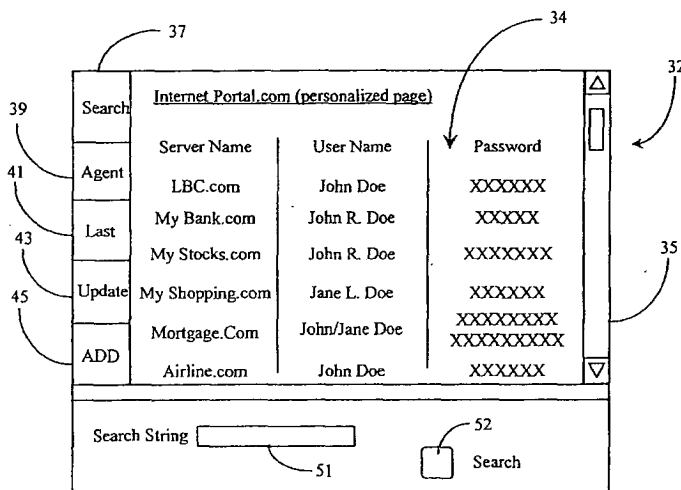 37
34
32
39
41
43
45
35
Search
Agent
Last
Update
ADD
Internet Portal.com (personalized page)
Server Name User Name Password
LBC.com John Doe XXXXXX
My Bank.com John R. Doe XXXXX
My Stocks.com John R. Doe XXXXXXX
My Shopping.com Jane L. Doe XXXXXX
Mortgage.Com John/Jane Doe XXXXXXXX
XXXXXXXXX
Airline.com John Doe XXXXXX
Search String
51
52
Search